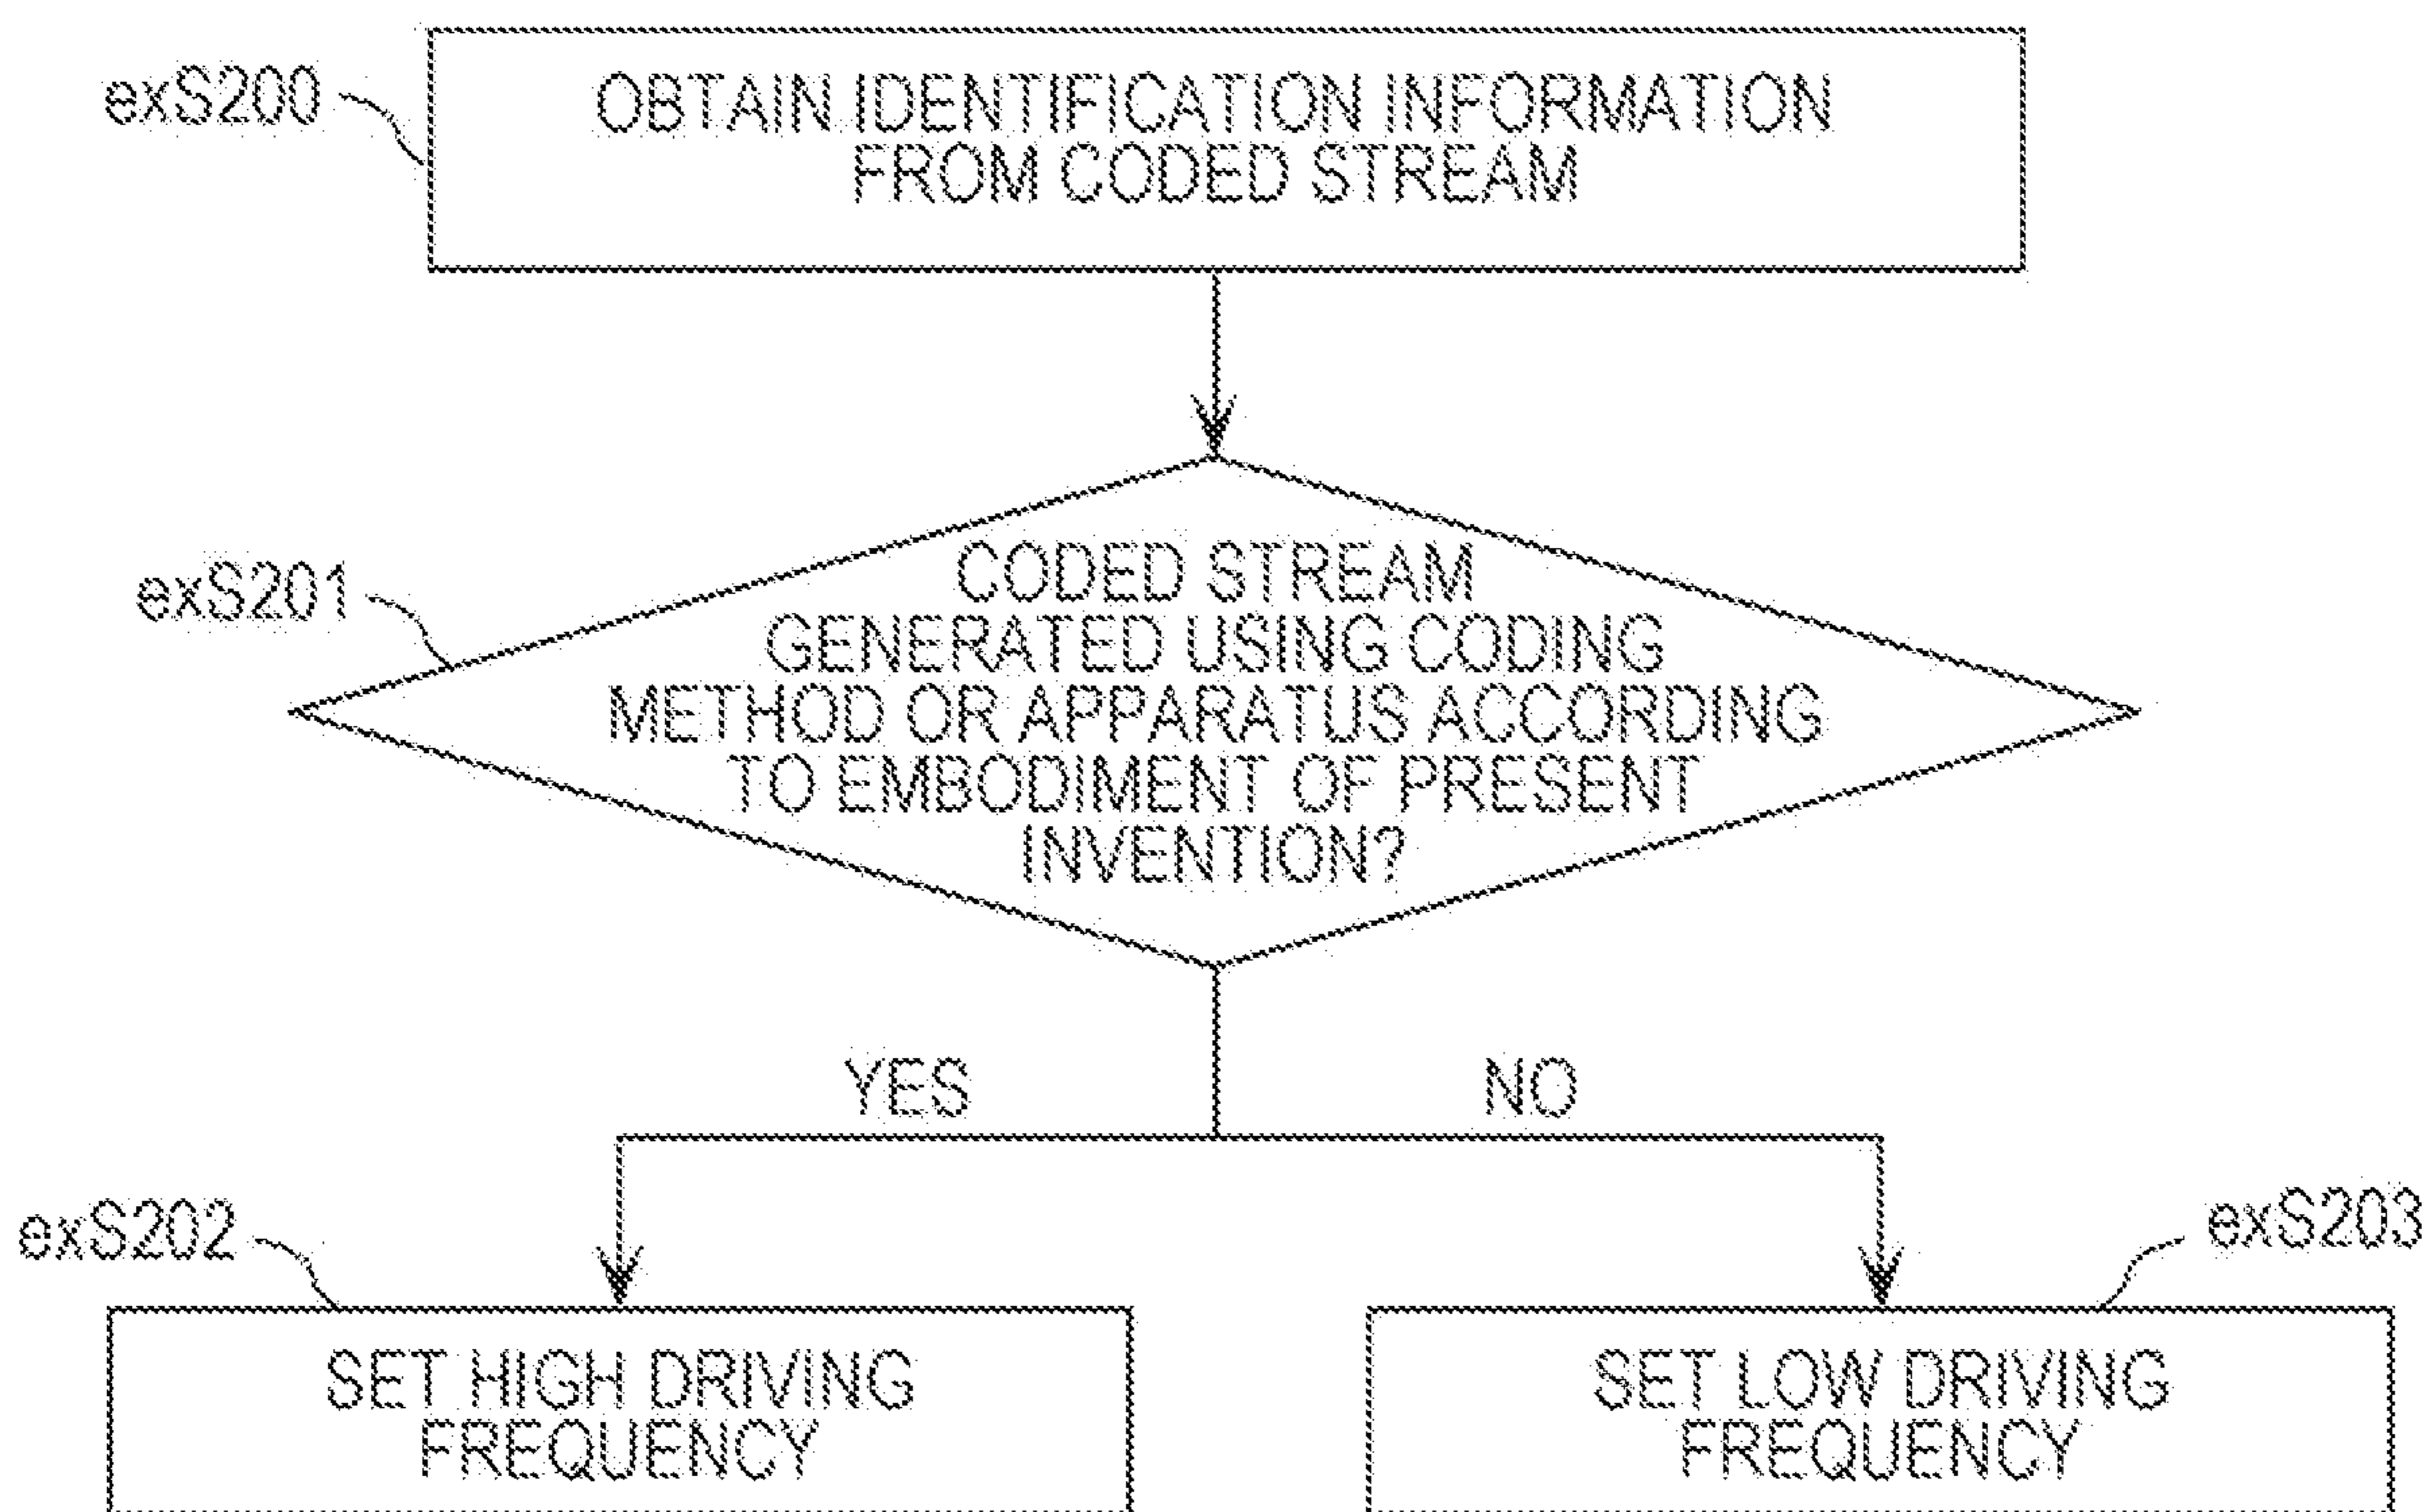 exS200
OBTAIN IDENTIFICATION INFORMATION
FROM CODED STREAM
exS201
CODED STREAM
GENERATED USING CODING
METHOD OR APPARATUS ACCORDING
TO EMBODIMENT OF PRESENT
INVENTION?
YES
NO
exS202
exS203
SET HIGH DRIVING
FREQUENCY
SET LOW DRIVING
FREQUENCY